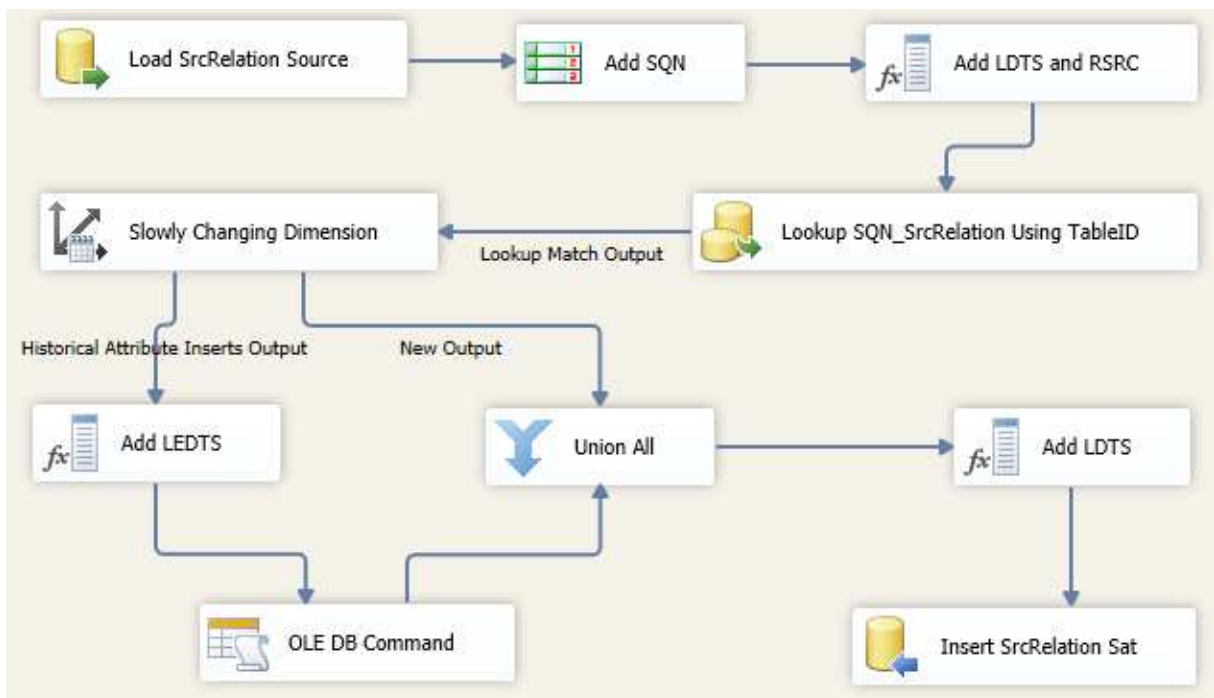 Load SrcRelation Source
Add SQN
Add LDTS and RSRC
Slowly Changing Dimension
Lookup Match Output
Lookup SQN_SrcRelation Using TableID
Historical Attribute Inserts Output
New Output
Add LEDTS
Union All
Add LDTS
OLE DB Command
Insert SrcRelation Sat